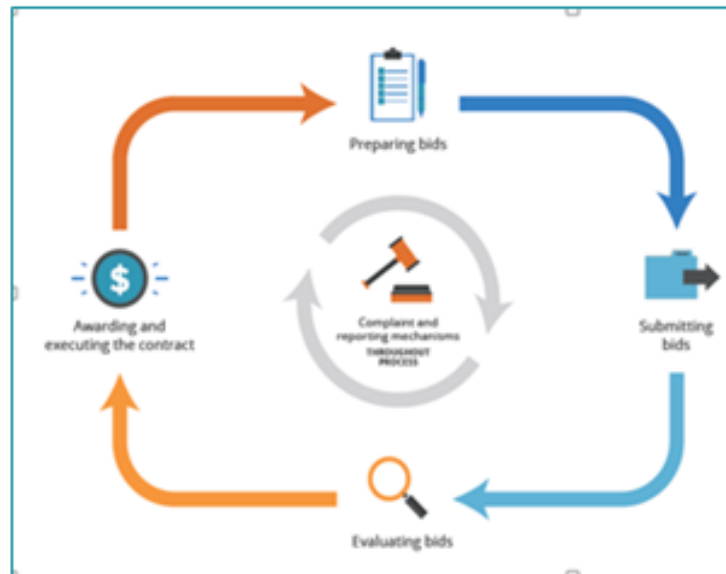 Preparing bids
$
Awarding and
executing the contract
Complaint and
reporting mechanisms
THROUGHOUT
PROCESS
Submitting
bids
Evaluating bids